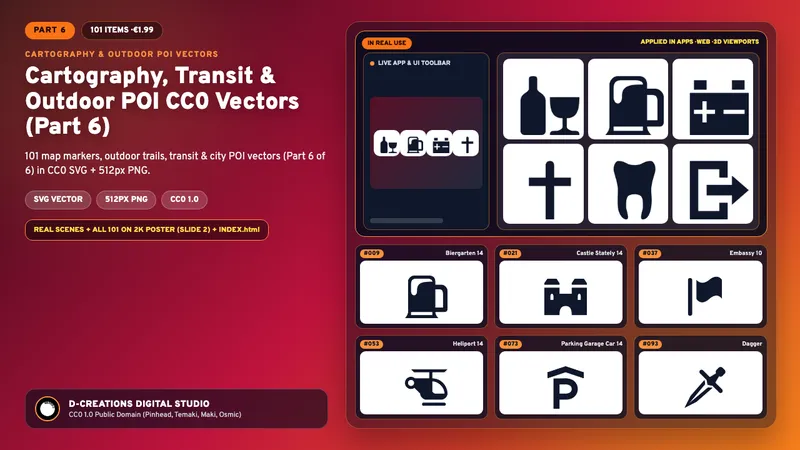 PART 6
101 ITEMS · €1.99
CARTOGRAPHY & OUTDOOR POI VECTORS
Cartography, Transit &
Outdoor POI CC0 Vectors
(Part 6)
101 map markers, outdoor trails, transit & city POI vectors (Part 6 of
6) in CC0 SVG + 512px PNG.
SVG VECTOR
512PX PNG
CC0 1.0
REAL SCENES + ALL 101 ON 2K POSTER (SLIDE 2) + INDEX.html
D-CREATIONS DIGITAL STUDIO
CC0 1.0 Public Domain (Pinhead, Temaki, Maki, Osmic)
IN REAL USE
APPLIED IN APPS · WEB · 3D VIEWPORTS
LIVE APP & UI TOOLBAR
#009
Biergarten 14
#021
Castle Stately 14
#037
Embassy 10
#053
Heliport 14
#073
Parking Garage Car 14
P
#093
Dagger